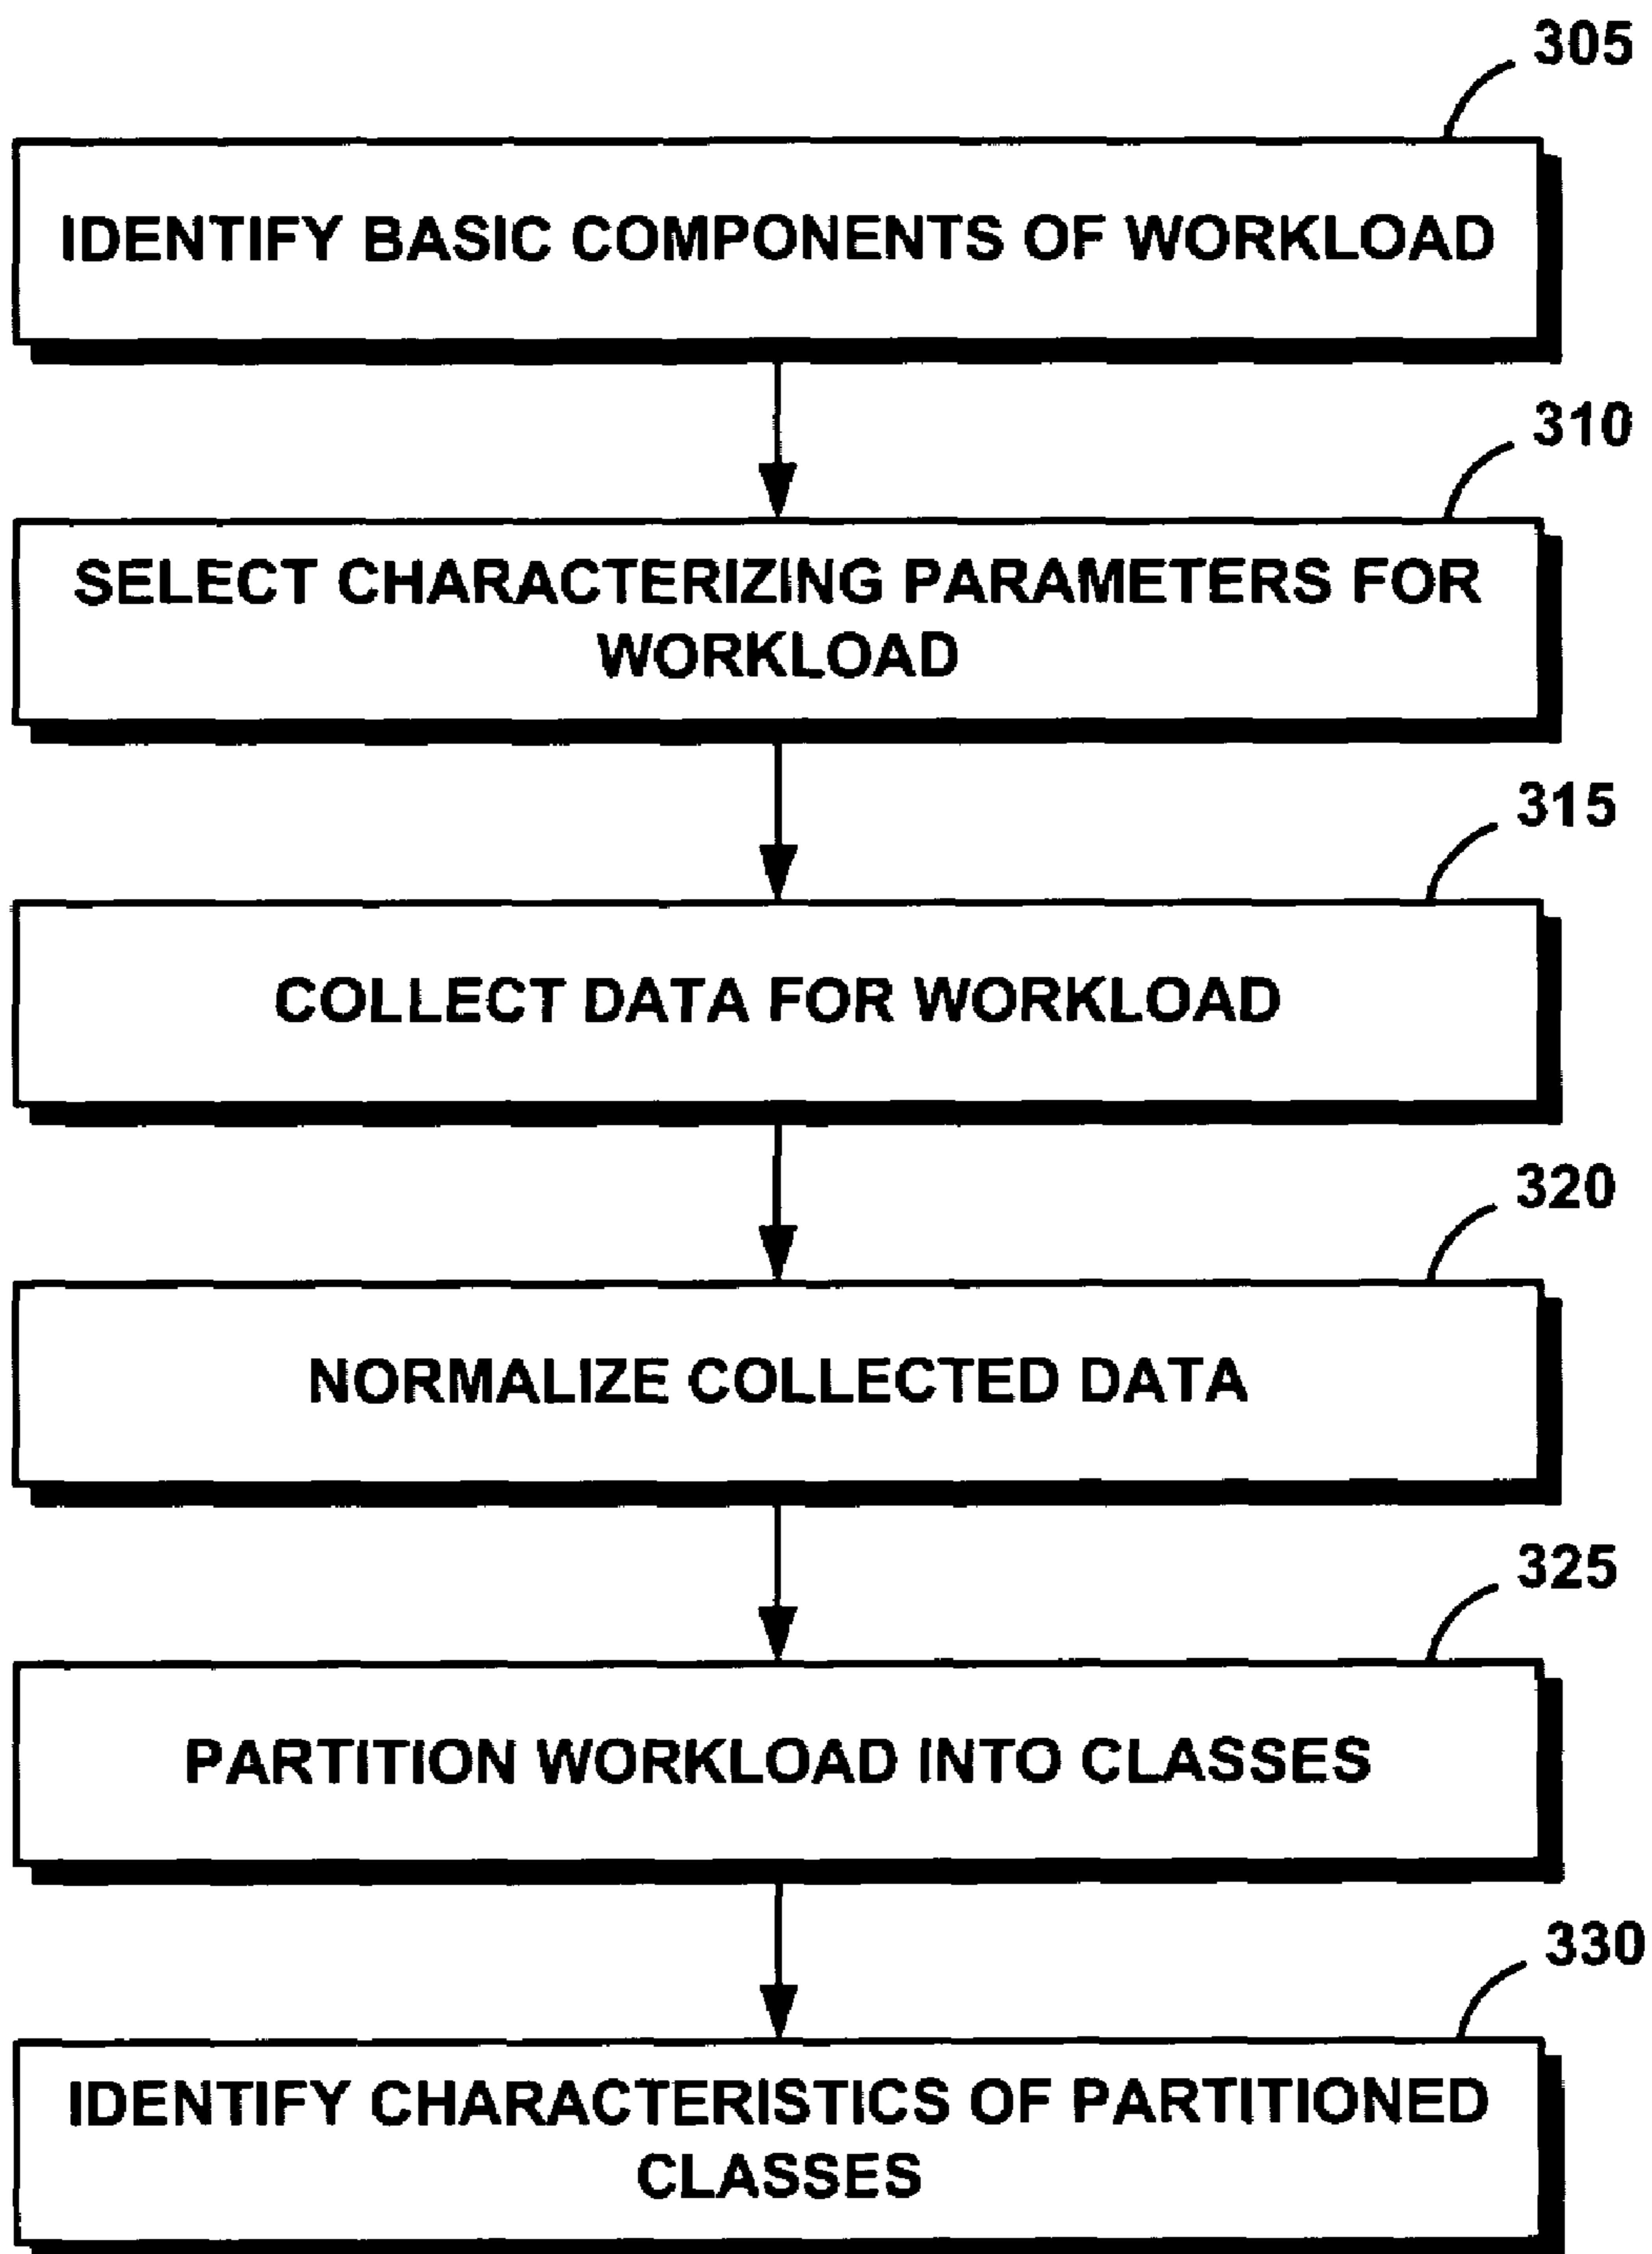 305
IDENTIFY BASIC COMPONENTS OF WORKLOAD
310
SELECT CHARACTERIZING PARAMETERS FOR
WORKLOAD
315
COLLECT DATA FOR WORKLOAD
320
NORMALIZE COLLECTED DATA
325
PARTITION WORKLOAD INTO CLASSES
330
IDENTIFY CHARACTERISTICS OF PARTITIONED
CLASSES